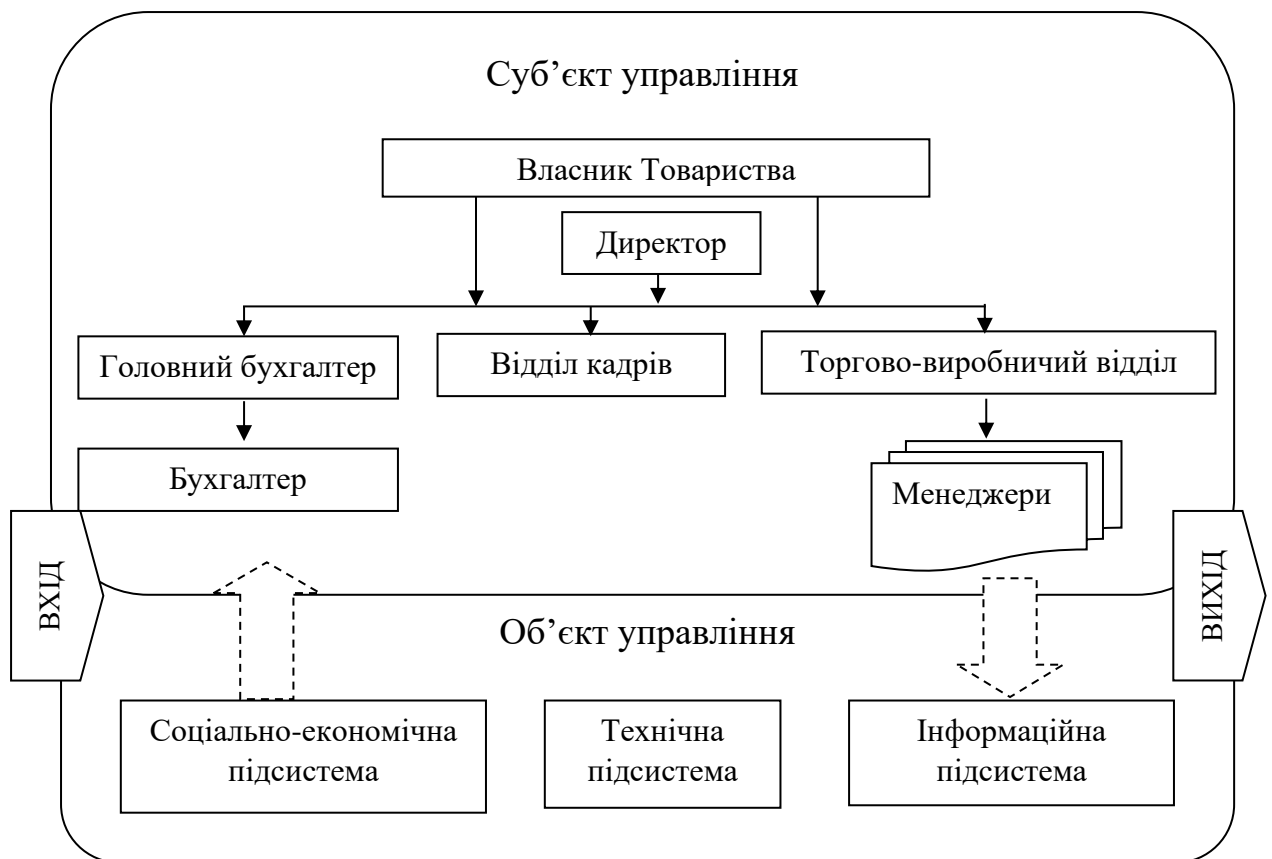 Суб’єкт управління
Власник Товариства
Директор
Головний бухгалтер
Відділ кадрів
Торгово-виробничий відділ
Бухгалтер
Менеджери
ВХІД
ВИХІД
Об’єкт управління
Соціально-економічна
підсистема
Технічна
підсистема
Інформаційна
підсистема